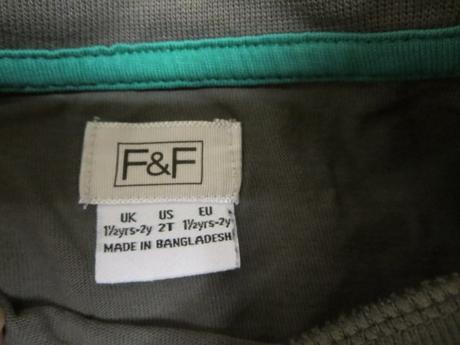 F&F
UK US EU
1½yrs-2y 2T 1½yrs-2y
MADE IN BANGLADESH